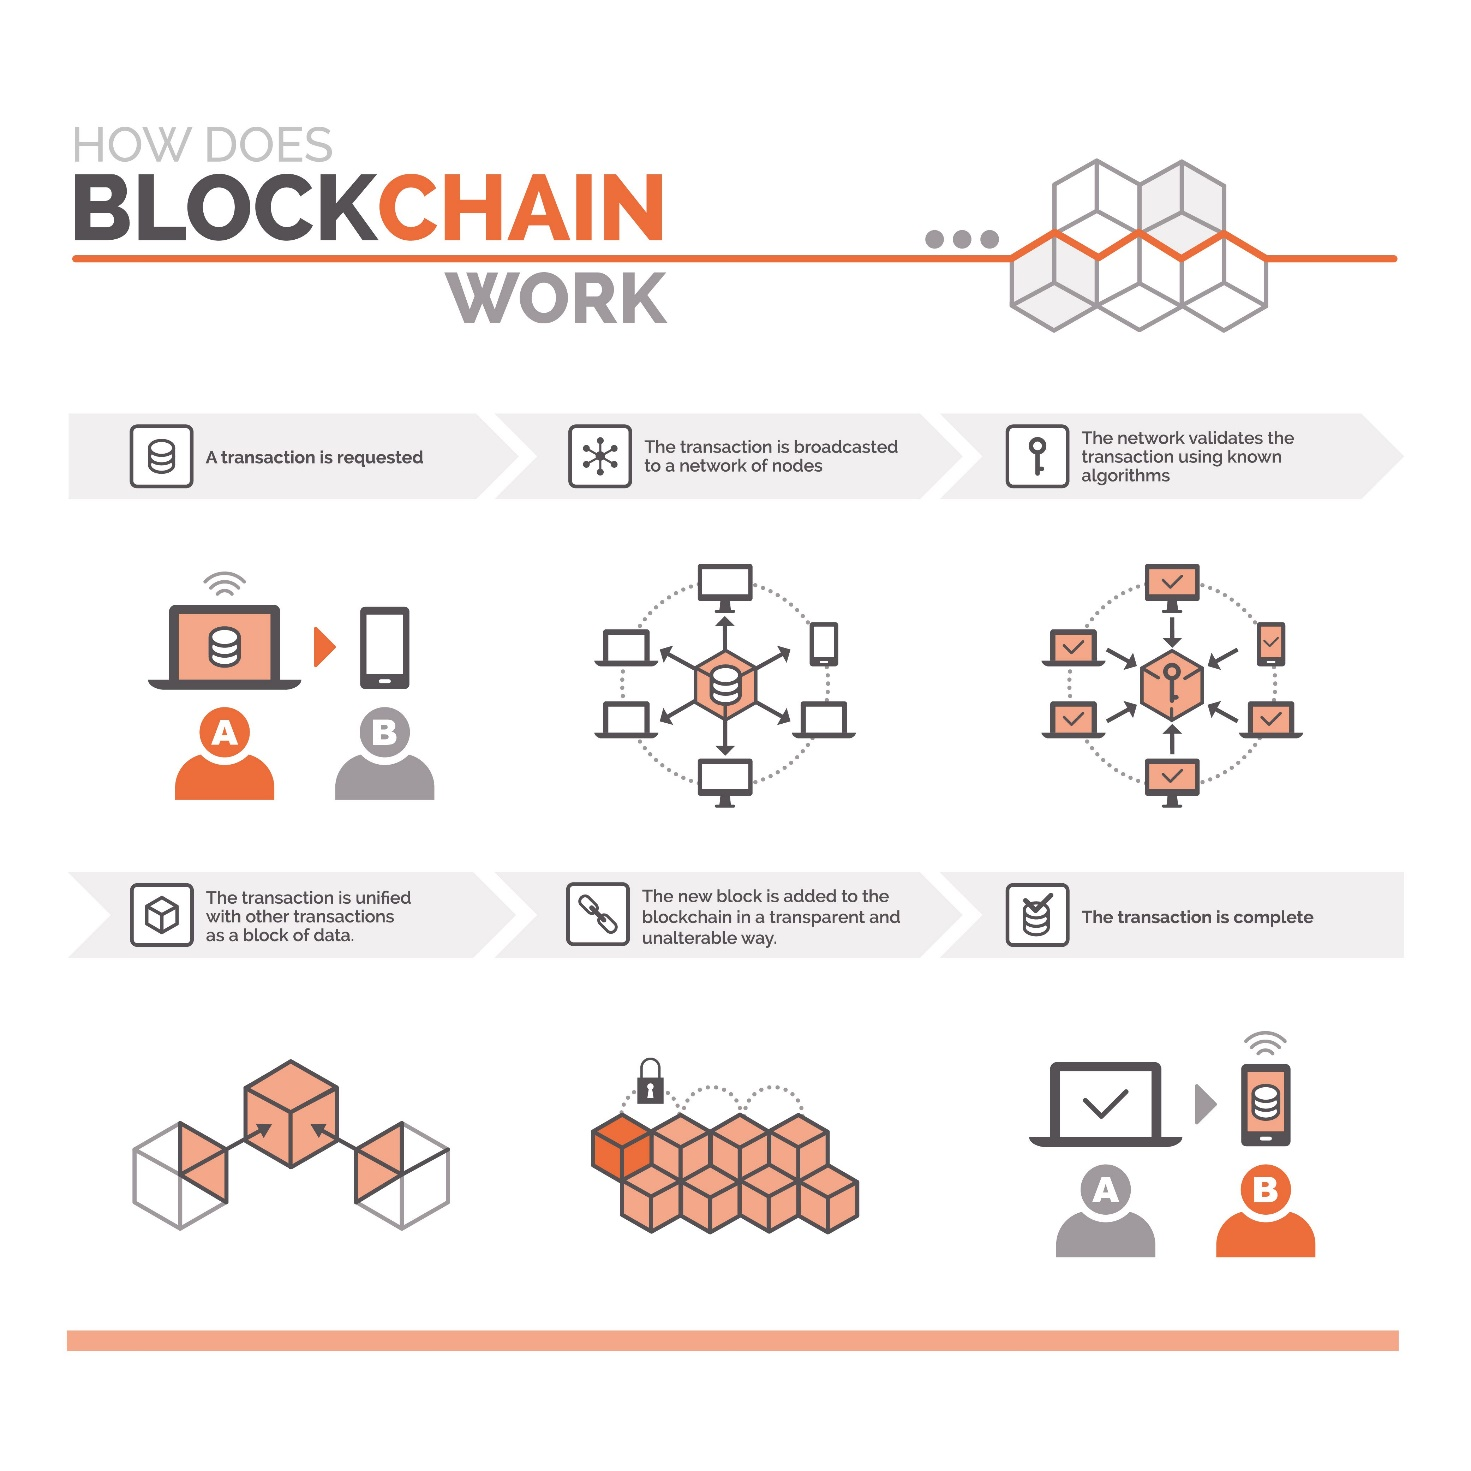 HOW DOES
BLOCKCHAIN
WORK
A transaction is requested
The transaction is broadcasted
to a network of nodes
The network validates the
transaction using known
algorithms
A
B
The transaction is unified
with other transactions
as a block of data.
The new block is added to the
blockchain in a transparent and
unalterable way.
The transaction is complete
A
B